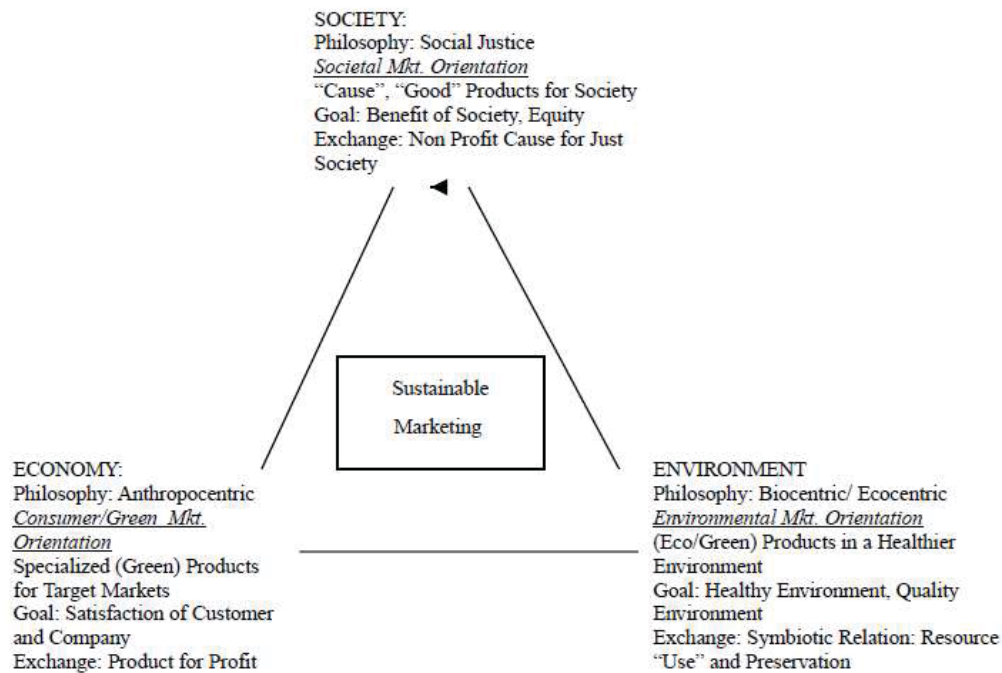 SOCIETY:
Philosophy: Social Justice
Societal Mkt. Orientation
“Cause”, “Good” Products for Society
Goal: Benefit of Society, Equity
Exchange: Non Profit Cause for Just
Society
Sustainable
Marketing
ECONOMY:
Philosophy: Anthropocentric
Consumer/Green Mkt.
Orientation
Specialized (Green) Products
for Target Markets
Goal: Satisfaction of Customer
and Company
Exchange: Product for Profit
ENVIRONMENT
Philosophy: Biocentric/ Ecocentric
Environmental Mkt. Orientation
(Eco/Green) Products in a Healthier
Environment
Goal: Healthy Environment, Quality
Environment
Exchange: Symbiotic Relation: Resource
“Use” and Preservation